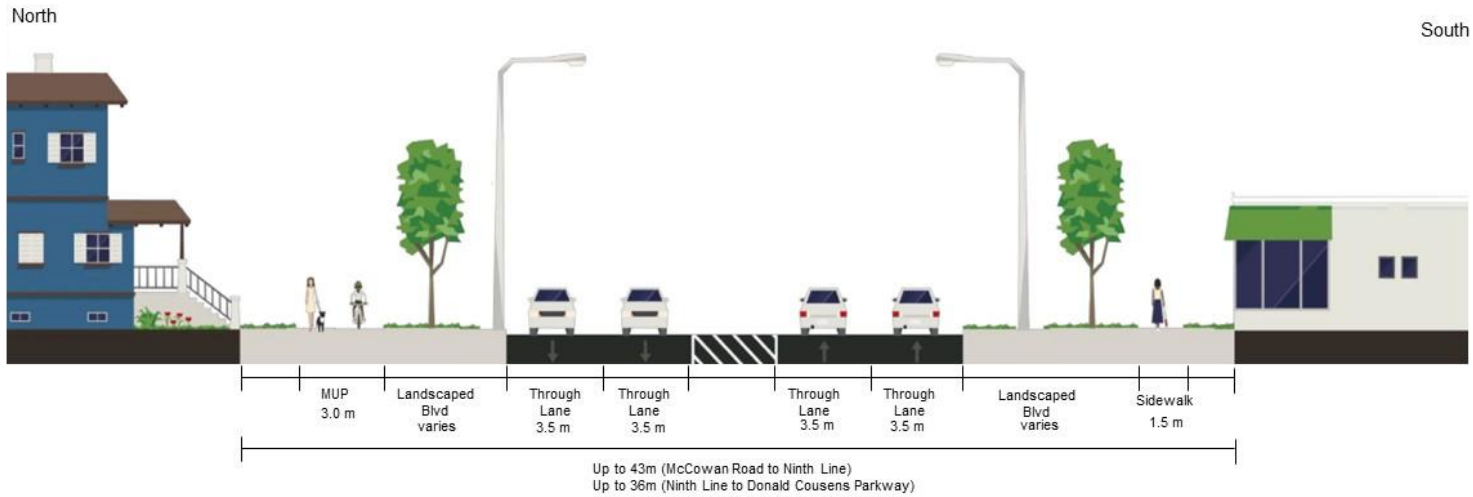 North
South
MUP
3.0 m
Landscaped
Blvd
varies
Through
Lane
3.5 m
Through
Lane
3.5 m
Through
Lane
3.5 m
Through
Lane
3.5 m
Landscaped
Blvd
varies
Sidewalk
1.5 m
Up to 43m (McCowan Road to Ninth Line)
Up to 36m (Ninth Line to Donald Cousens Parkway)